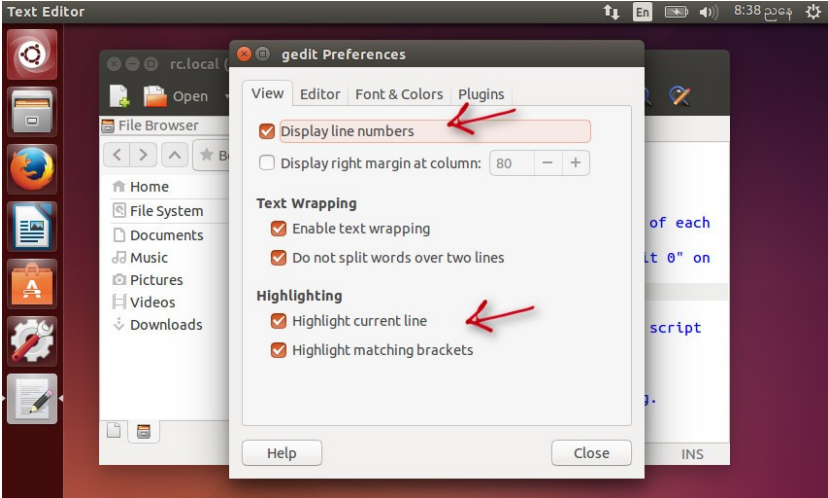 Text Editor
En
8:38 ညနေ
rc.local (
gedit Preferences
Open
View Editor Font & Colors Plugins
File Browser
Display line numbers
Display right margin at column: 80 − +
Home
Text Wrapping
File System
of each
Enable text wrapping
Documents
it 0" on
Do not split words over two lines
Music
Pictures
Highlighting
Videos
Highlight current line
Downloads
script
Highlight matching brackets
g.
Help
Close
INS